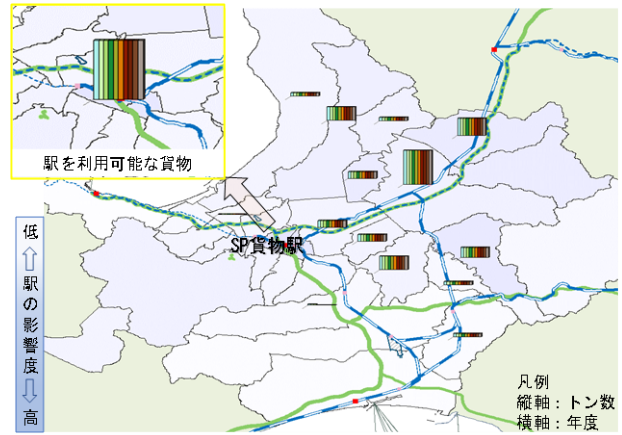 駅を利用可能な貨物
SP貨物駅
低
駅の影響度
高
凡例
縦軸：トン数
横軸：年度